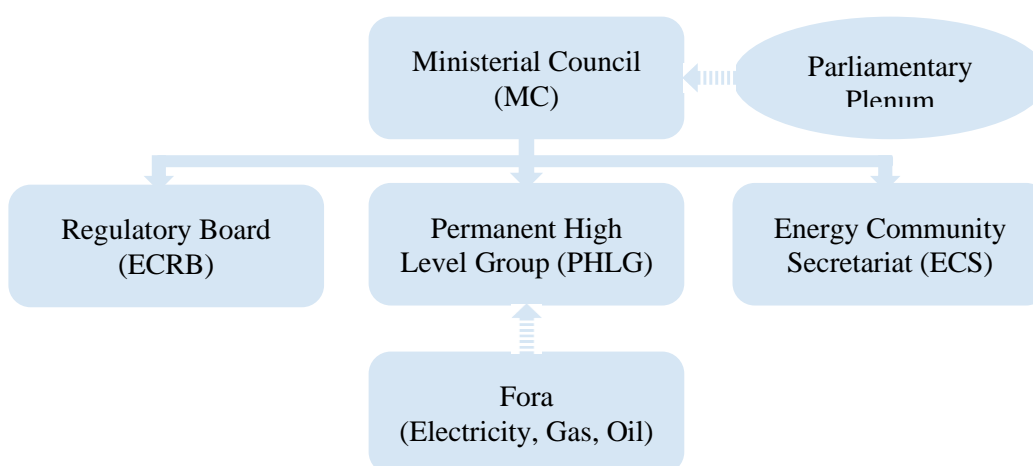 Ministerial Council
(MC)
Parliamentary
Plenum
Regulatory Board
(ECRB)
Permanent High
Level Group (PHLG)
Energy Community
Secretariat (ECS)
Fora
(Electricity, Gas, Oil)